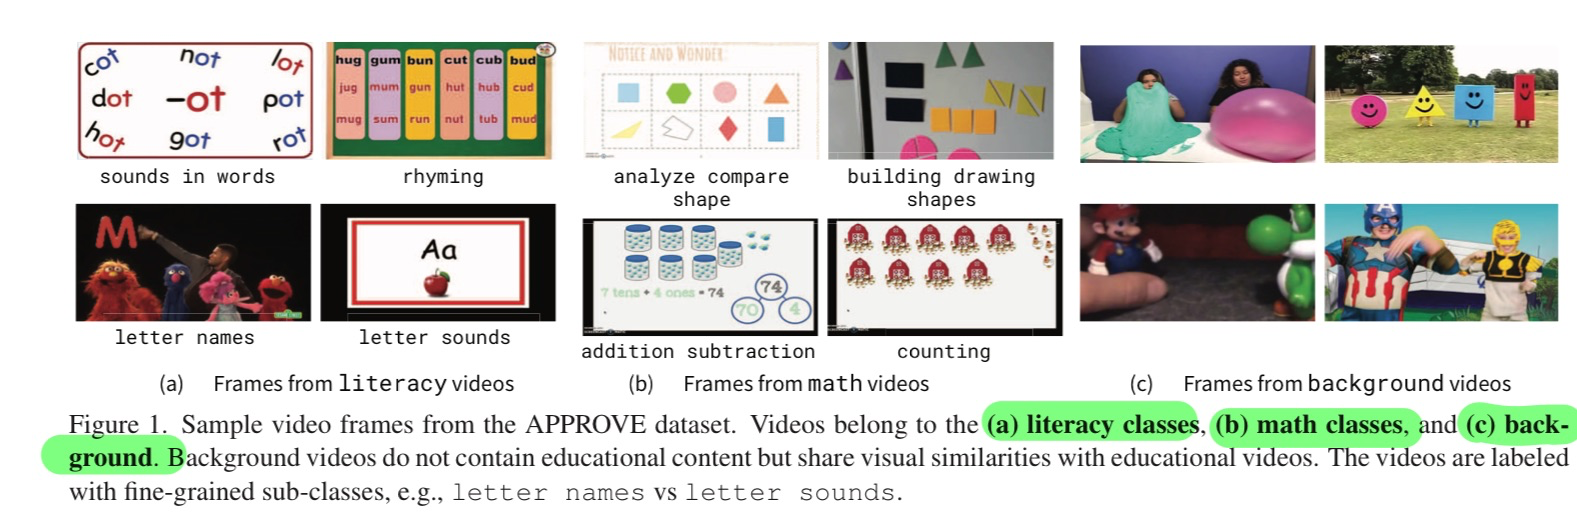 cot not lot
dot -ot pot
hot got rot
sounds in words
hug gum bun cut cub bud
jug mum gun hut hub cud
mug sum run nut tub mud
rhyming
M
letter names
Aa
letter sounds
(a) Frames from literacy videos
NOTICE AND WONDER:
analyze compare
shape
building drawing
shapes
7 tens + 4 ones = 74
74
70 4
addition subtraction
counting
(b) Frames from math videos
A
(c) Frames from background videos
Figure 1. Sample video frames from the APPROVE dataset. Videos belong to the (a) literacy classes, (b) math classes, and (c) back-
ground. Background videos do not contain educational content but share visual similarities with educational videos. The videos are labeled
with fine-grained sub-classes, e.g., letter names vs letter sounds.